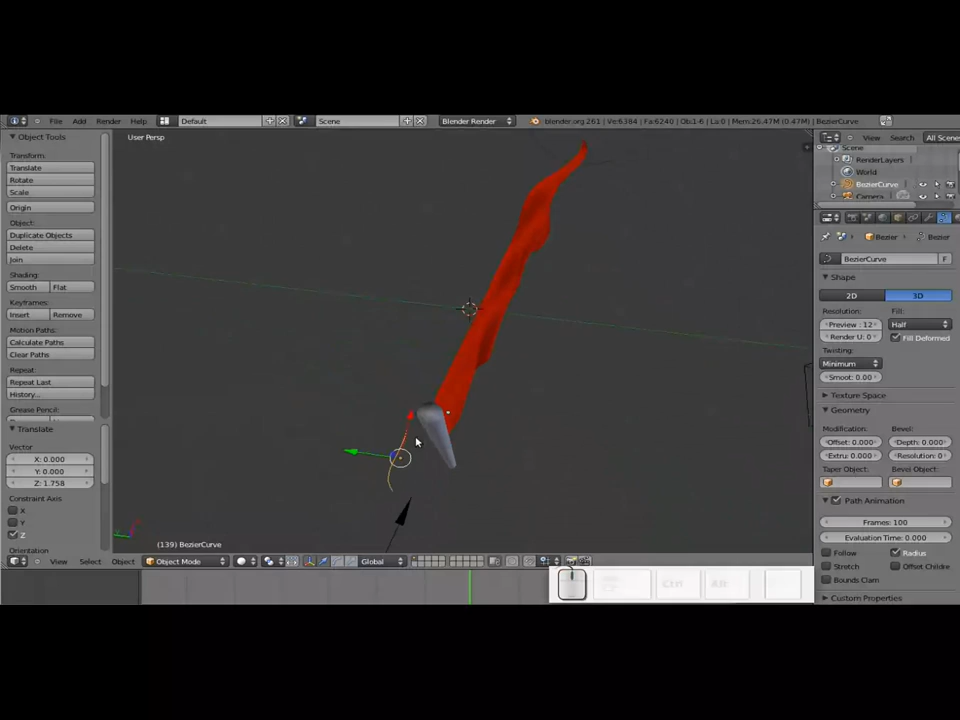 File Add Render Help Default Scene Blender Render blender.org 261 | Ve:6384 | Fa:6240 | Ob:1-6 | La:0 | Mem:26.47M (0.47M) | BezierCurve View Search All Scenes
Object Tools
User Persp
Transform:
Translate
Rotate
Scale
Origin
Object:
Duplicate Objects
Delete
Join
Shading:
Smooth Flat
Keyframes:
Insert Remove
Motion Paths:
Calculate Paths
Clear Paths
Repeat:
Repeat Last
History...
Grease Pencil:
Translate
Vector
X: 0.000
Y: 0.000
Z: 1.758
Constraint Axis
X
Y
Z
Orientation
(139) BezierCurve
View Select Object Object Mode Global
Ctrl Alt
Scene
RenderLayers
World
BezierCurve
Camera
Bezier Bezier
BezierCurve F
Shape
2D 3D
Resolution: Fill:
Preview: 12 Half
Render U: 0 Fill Deformed
Twisting:
Minimum
Smoot: 0.00
Texture Space
Geometry
Modification: Bevel:
Offset: 0.000 Depth: 0.000
Extru: 0.000 Resolution: 0
Taper Object: Bevel Object:
Path Animation
Frames: 100
Evaluation Time: 0.000
Follow Radius
Stretch Offset Childre
Bounds Clam
Custom Properties